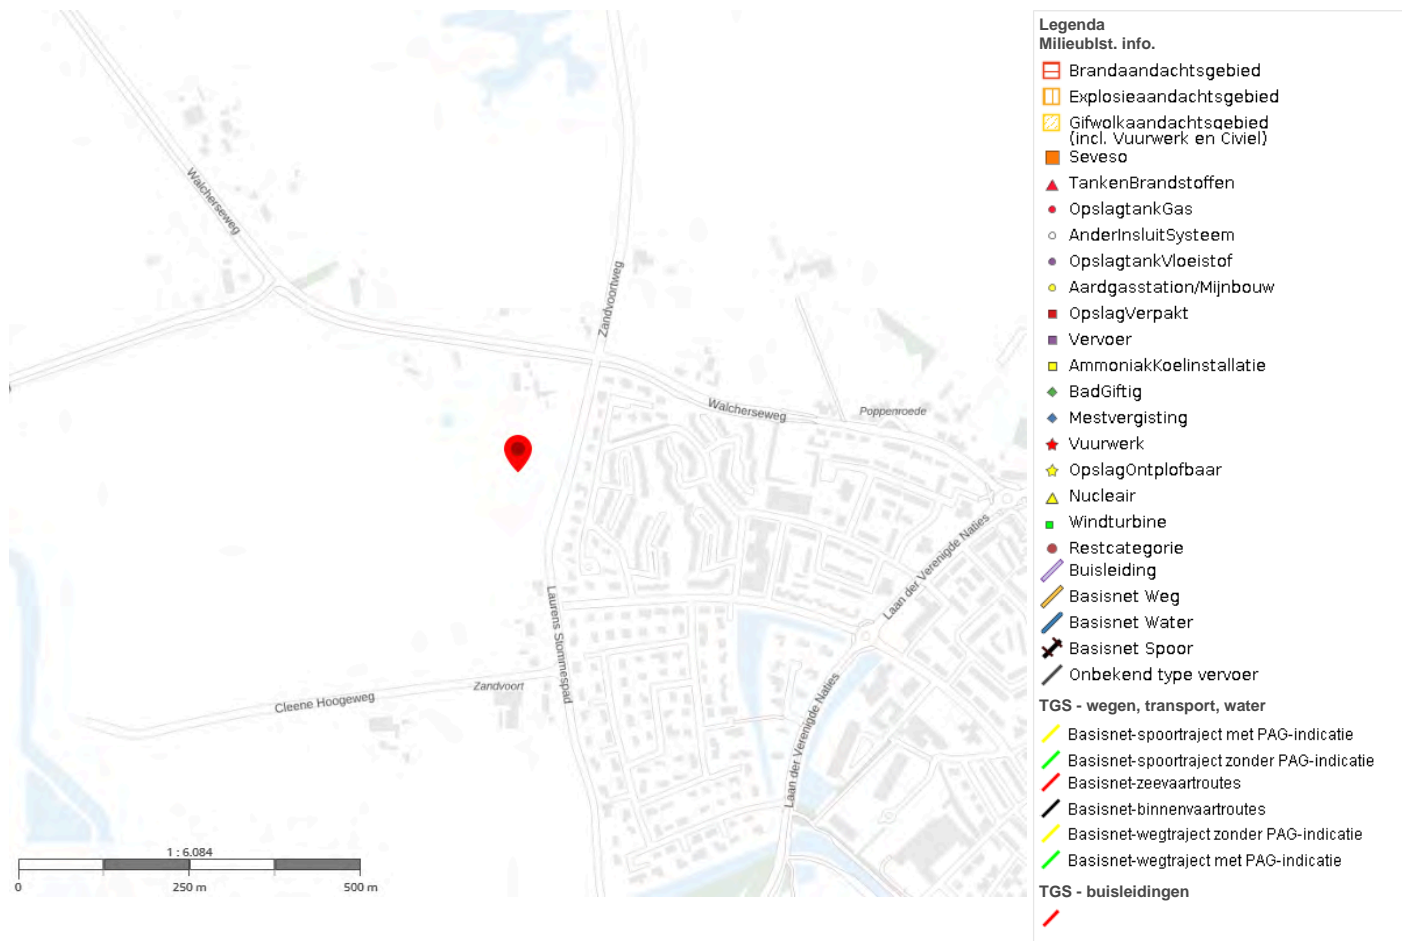 Walcherseweg
Zandvoortweg
Walcherseweg
Poppenroede
Laan der Verenigde Naties
Laurens Stommespad
Zandvoort
Cleene Hoogeweg
Laan der Verenigde Naties
1 : 6.084
0
250 m
500 m
Legenda
Milieublst. info.
Brandaandachtsgebied
Explosieaandachtsgebied
Gifwolkaandachtsgebied
(incl. Vuurwerk en Civiel)
Seveso
TankenBrandstoffen
OpslagtankGas
AnderInsluitSysteem
OpslagtankVloeistof
Aardgasstation/Mijnbouw
OpslagVerpakt
Vervoer
AmmoniakKoelinstallatie
BadGiftig
Mestvergisting
Vuurwerk
OpslagOntplofbaar
Nucleair
Windturbine
Restcategorie
Buisleiding
Basisnet Weg
Basisnet Water
Basisnet Spoor
Onbekend type vervoer
TGS - wegen, transport, water
Basisnet-spoortraject met PAG-indicatie
Basisnet-spoortraject zonder PAG-indicatie
Basisnet-zeevaartroutes
Basisnet-binnenvaartroutes
Basisnet-wegtraject zonder PAG-indicatie
Basisnet-wegtraject met PAG-indicatie
TGS - buisleidingen